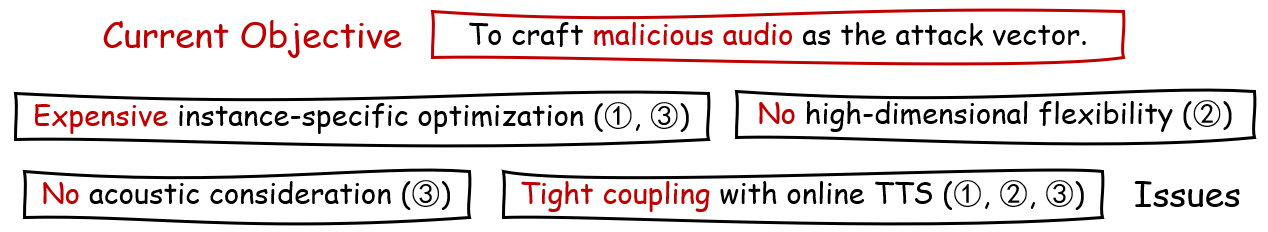 Current Objective To craft malicious audio as the attack vector.
Expensive instance-specific optimization (①, ③) No high-dimensional flexibility (②)
No acoustic consideration (③) Tight coupling with online TTS (①, ②, ③) Issues